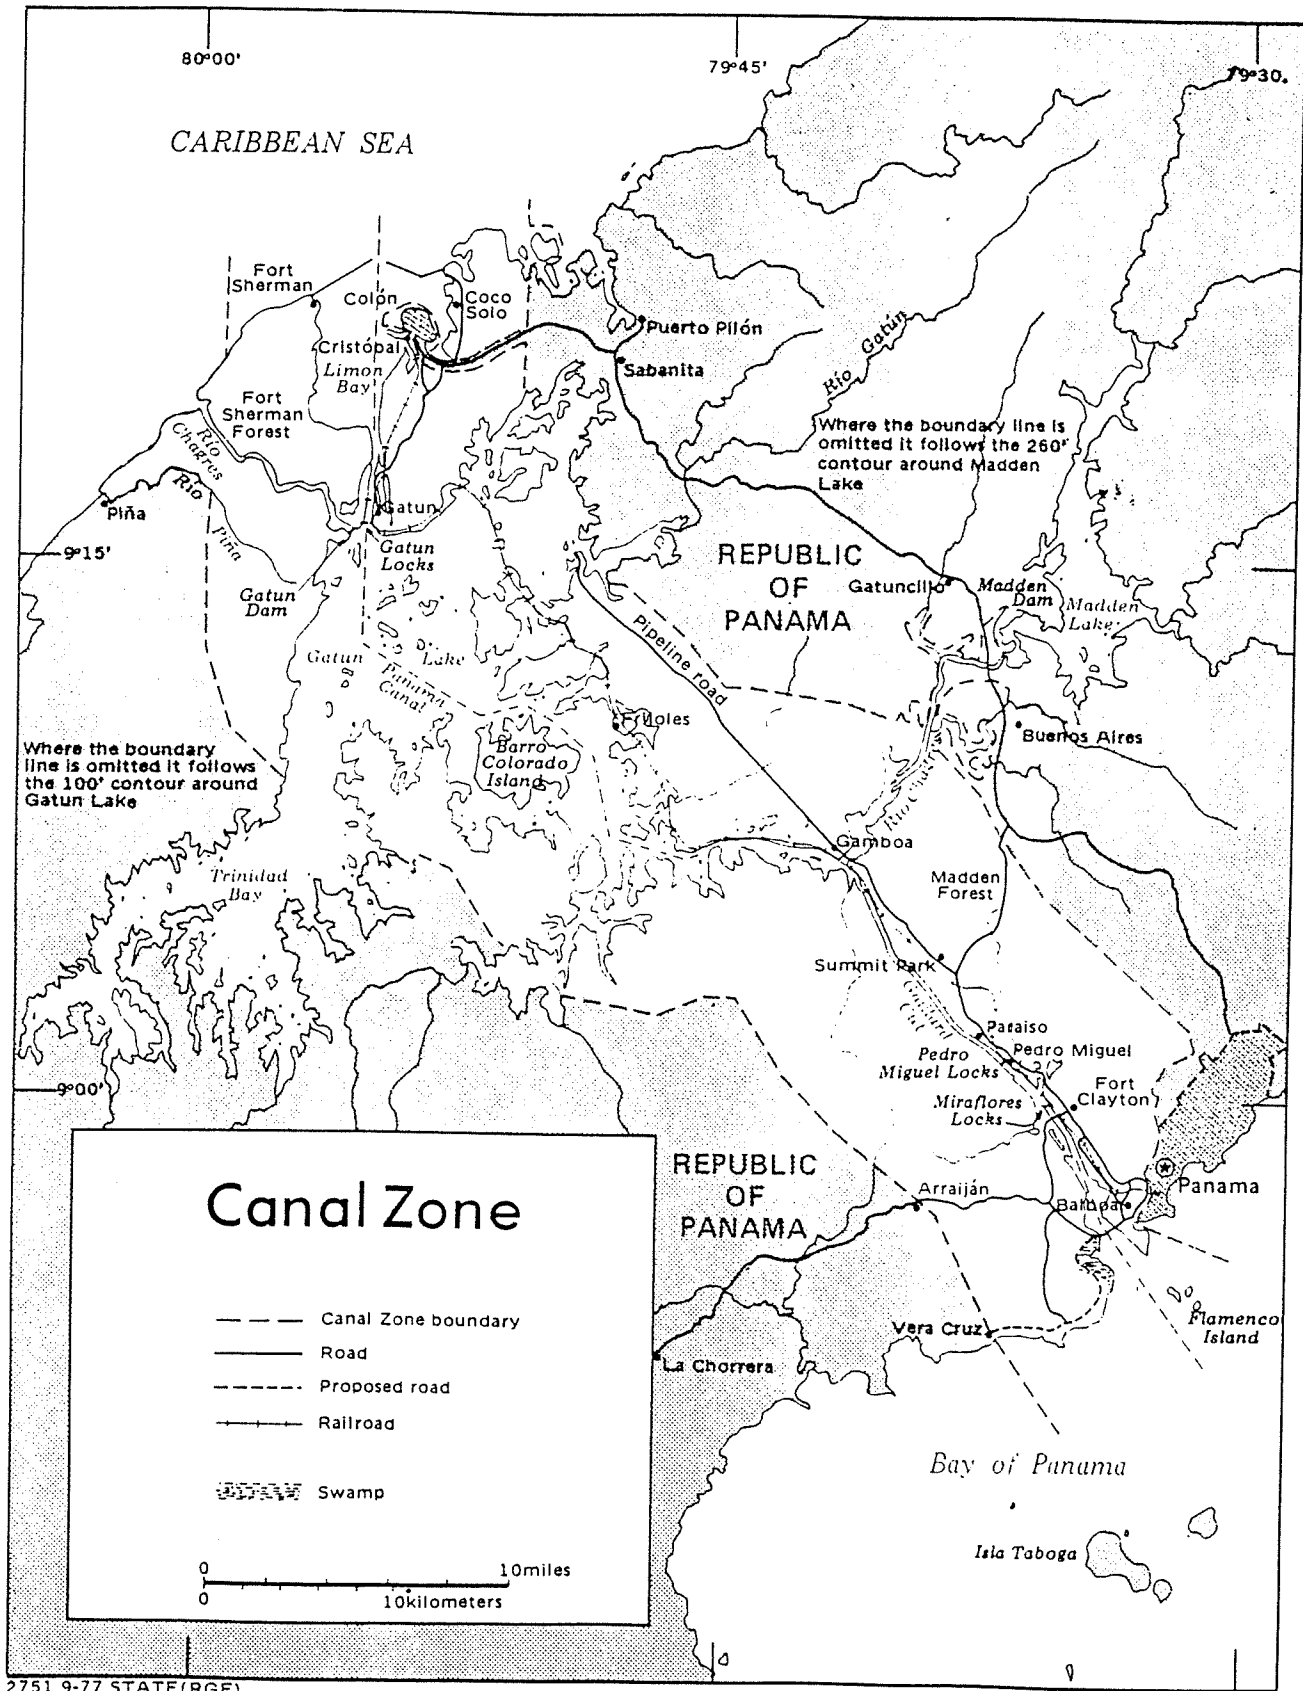 80°00'
79°45'
79°30.
CARIBBEAN SEA
Fort
Sherman
Colón
Coco
Solo
Puerto Pilón
Cristóbal
Limon
Bay
Sabanita
Río Gatún
Fort
Sherman
Forest
Río
Chagres
Where the boundary line is
omitted it follows the 260'
contour around Madden
Lake
Río
Piña
Piña
Gatun
9°15'
Gatun
Locks
REPUBLIC
OF
PANAMA
Gatuncillo
Madden
Dam
Madden
Lake
Gatun
Dam
Pipeline road
Gatun
Lake
Panama
Canal
Frijoles
Buenos Aires
Where the boundary
line is omitted it follows
the 100' contour around
Gatun Lake
Barro
Colorado
Island
Gamboa
Trinidad
Bay
Madden
Forest
Summit Park
Cut
Paraiso
Pedro
Miguel Locks
Pedro Miguel
9°00'
Fort
Clayton
Miraflores
Locks
REPUBLIC
OF
PANAMA
Arraiján
Balboa
Panama
Flamenco
Island
Vera Cruz
La Chorrera
Bay of Panama
Isla Taboga
Canal Zone
Canal Zone boundary
Road
Proposed road
Railroad
Swamp
0 10miles
0 10kilometers
2751 9-77 STATE(RGE)